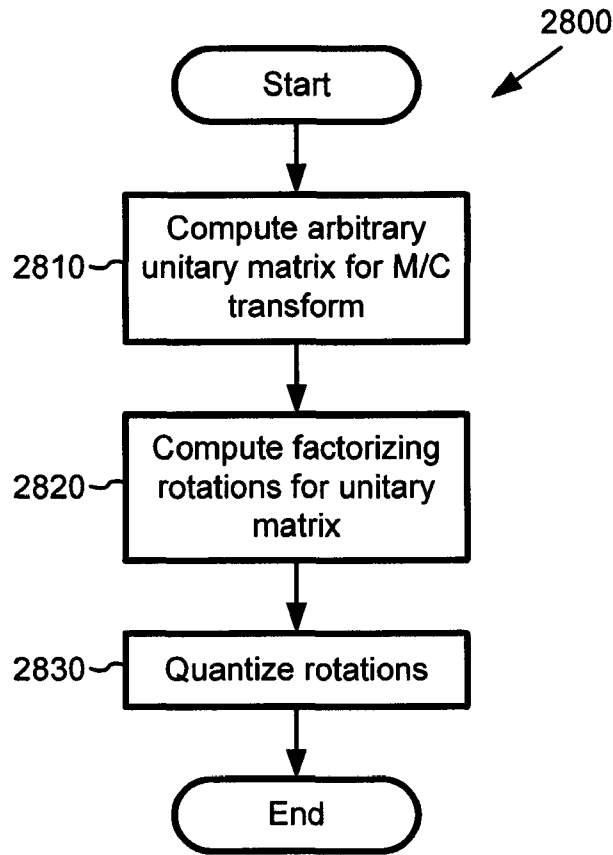 2800
Start
2810
Compute arbitrary
unitary matrix for M/C
transform
2820
Compute factorizing
rotations for unitary
matrix
2830
Quantize rotations
End